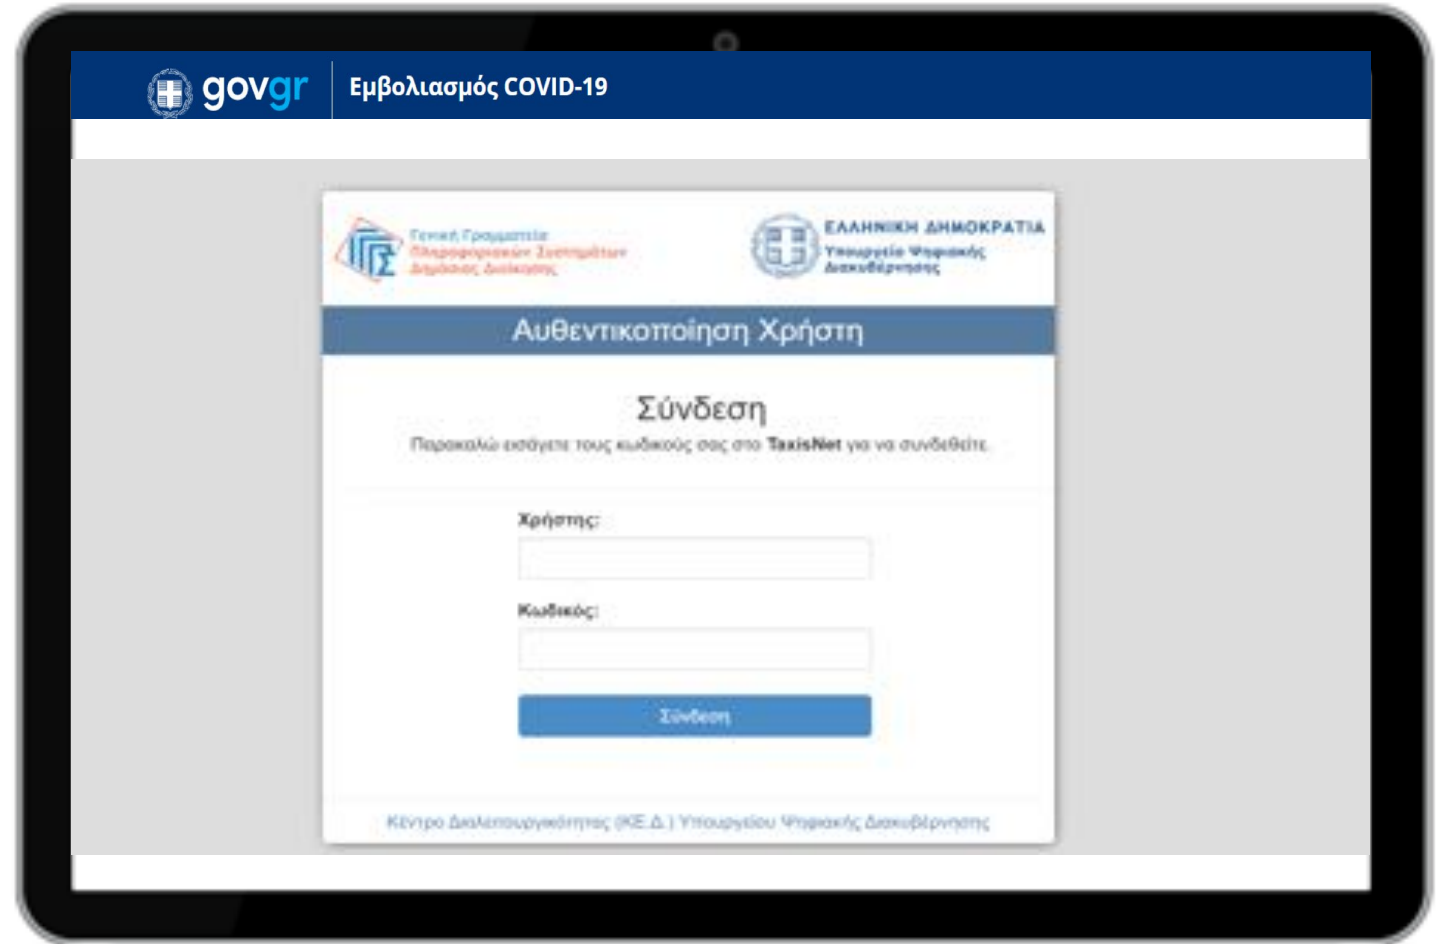 govgr
Εμβολιασμός COVID-19
Γενική Γραμματεία
Πληροφοριακών Συστημάτων
Δημόσιας Διοίκησης
ΕΛΛΗΝΙΚΗ ΔΗΜΟΚΡΑΤΙΑ
Υπουργείο Ψηφιακής
Διακυβέρνησης
Αυθεντικοποίηση Χρήστη
Σύνδεση
Παρακαλώ εισάγετε τους κωδικούς σας στο TaxisNet για να συνδεθείτε.
Χρήστης:
Κωδικός:
Σύνδεση
Κέντρο Διαλειτουργικότητας (ΚΕ.Δ.) Υπουργείου Ψηφιακής Διακυβέρνησης